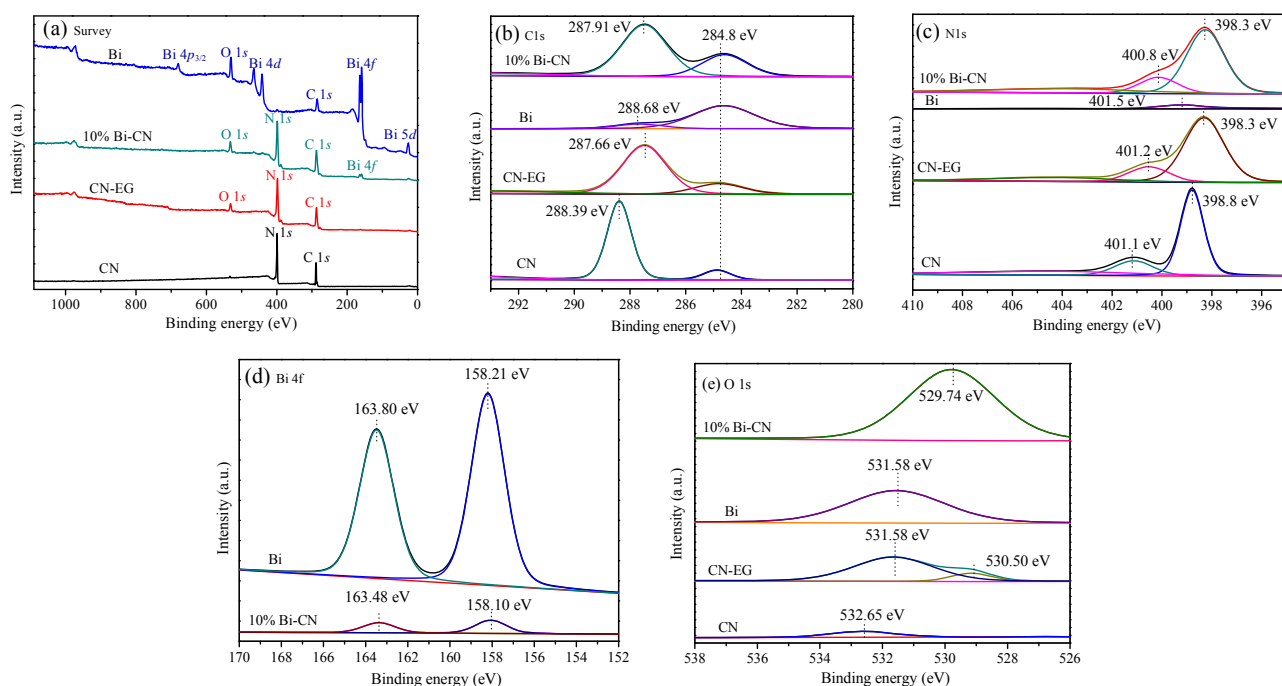 (a) Survey
Bi
Bi 4p3/2
O 1s
Bi 4d
Bi 4f
C 1s
Bi 5d
10% Bi-CN
O 1s
N 1s
C 1s
Bi 4f
CN-EG
O 1s
N 1s
C 1s
CN
N 1s
C 1s
1000 800 600 400 200 0
Binding energy (eV)
Intensity (a.u.)
(b) C1s
287.91 eV
284.8 eV
10% Bi-CN
288.68 eV
Bi
287.66 eV
CN-EG
288.39 eV
CN
292 290 288 286 284 282 280
Binding energy (eV)
Intensity (a.u.)
(c) N1s
398.3 eV
400.8 eV
10% Bi-CN
Bi
401.5 eV
398.3 eV
401.2 eV
CN-EG
398.8 eV
401.1 eV
CN
410 408 406 404 402 400 398 396
Binding energy (eV)
Intensity (a.u.)
(d) Bi 4f
158.21 eV
163.80 eV
Bi
163.48 eV
158.10 eV
10% Bi-CN
170 168 166 164 162 160 158 156 154 152
Binding energy (eV)
Intensity (a.u.)
(e) O 1s
529.74 eV
10% Bi-CN
531.58 eV
Bi
531.58 eV
530.50 eV
CN-EG
532.65 eV
CN
538 536 534 532 530 528 526
Binding energy (eV)
Intensity (a.u.)